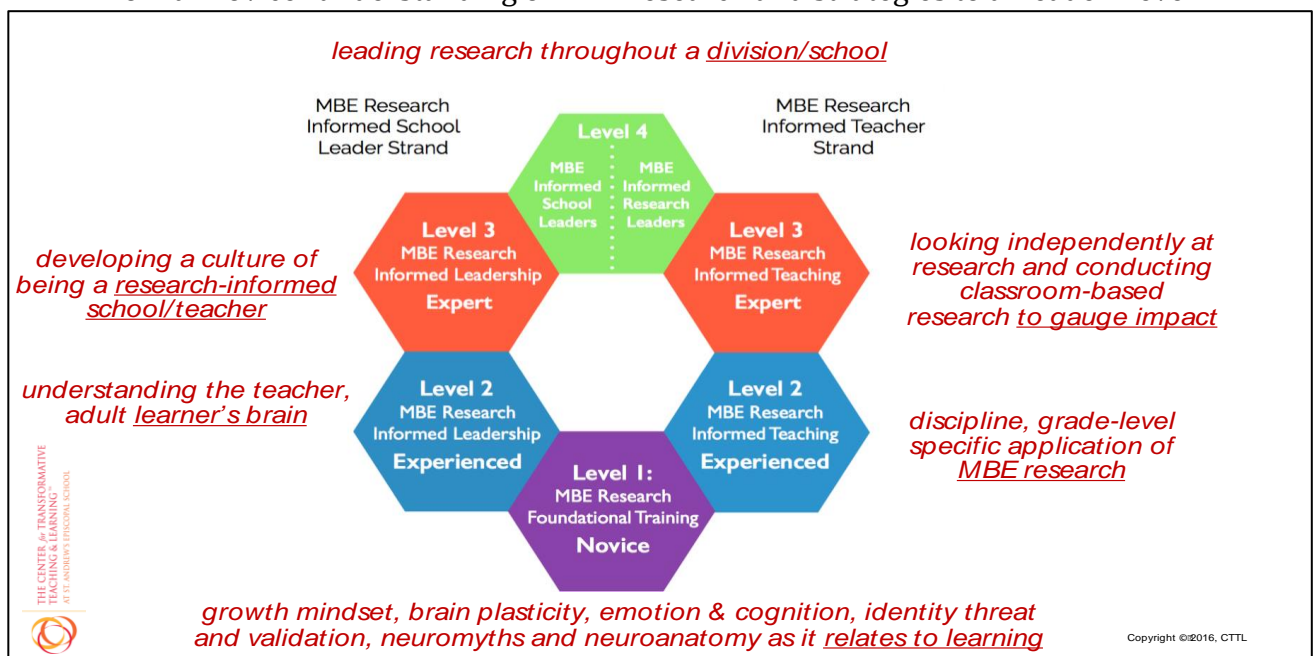 leading research throughout a division/school
MBE Research
Informed School
Leader Strand
MBE Research
Informed Teacher
Strand
Level 4
MBE
Informed
School
Leaders
MBE
Informed
Research
Leaders
Level 3
MBE Research
Informed Leadership
Expert
Level 3
MBE Research
Informed Teaching
Expert
developing a culture of
being a research-informed
school/teacher
looking independently at
research and conducting
classroom-based
research to gauge impact
understanding the teacher,
adult learner's brain
Level 2
MBE Research
Informed Leadership
Experienced
Level 2
MBE Research
Informed Teaching
Experienced
discipline, grade-level
specific application of
MBE research
Level 1:
MBE Research
Foundational Training
Novice
THE CENTER for TRANSFORMATIVE
TEACHING & LEARNING™
AT ST. ANDREW'S EPISCOPAL SCHOOL
growth mindset, brain plasticity, emotion & cognition, identity threat
and validation, neuromyths and neuroanatomy as it relates to learning
Copyright ©2016, CTTL